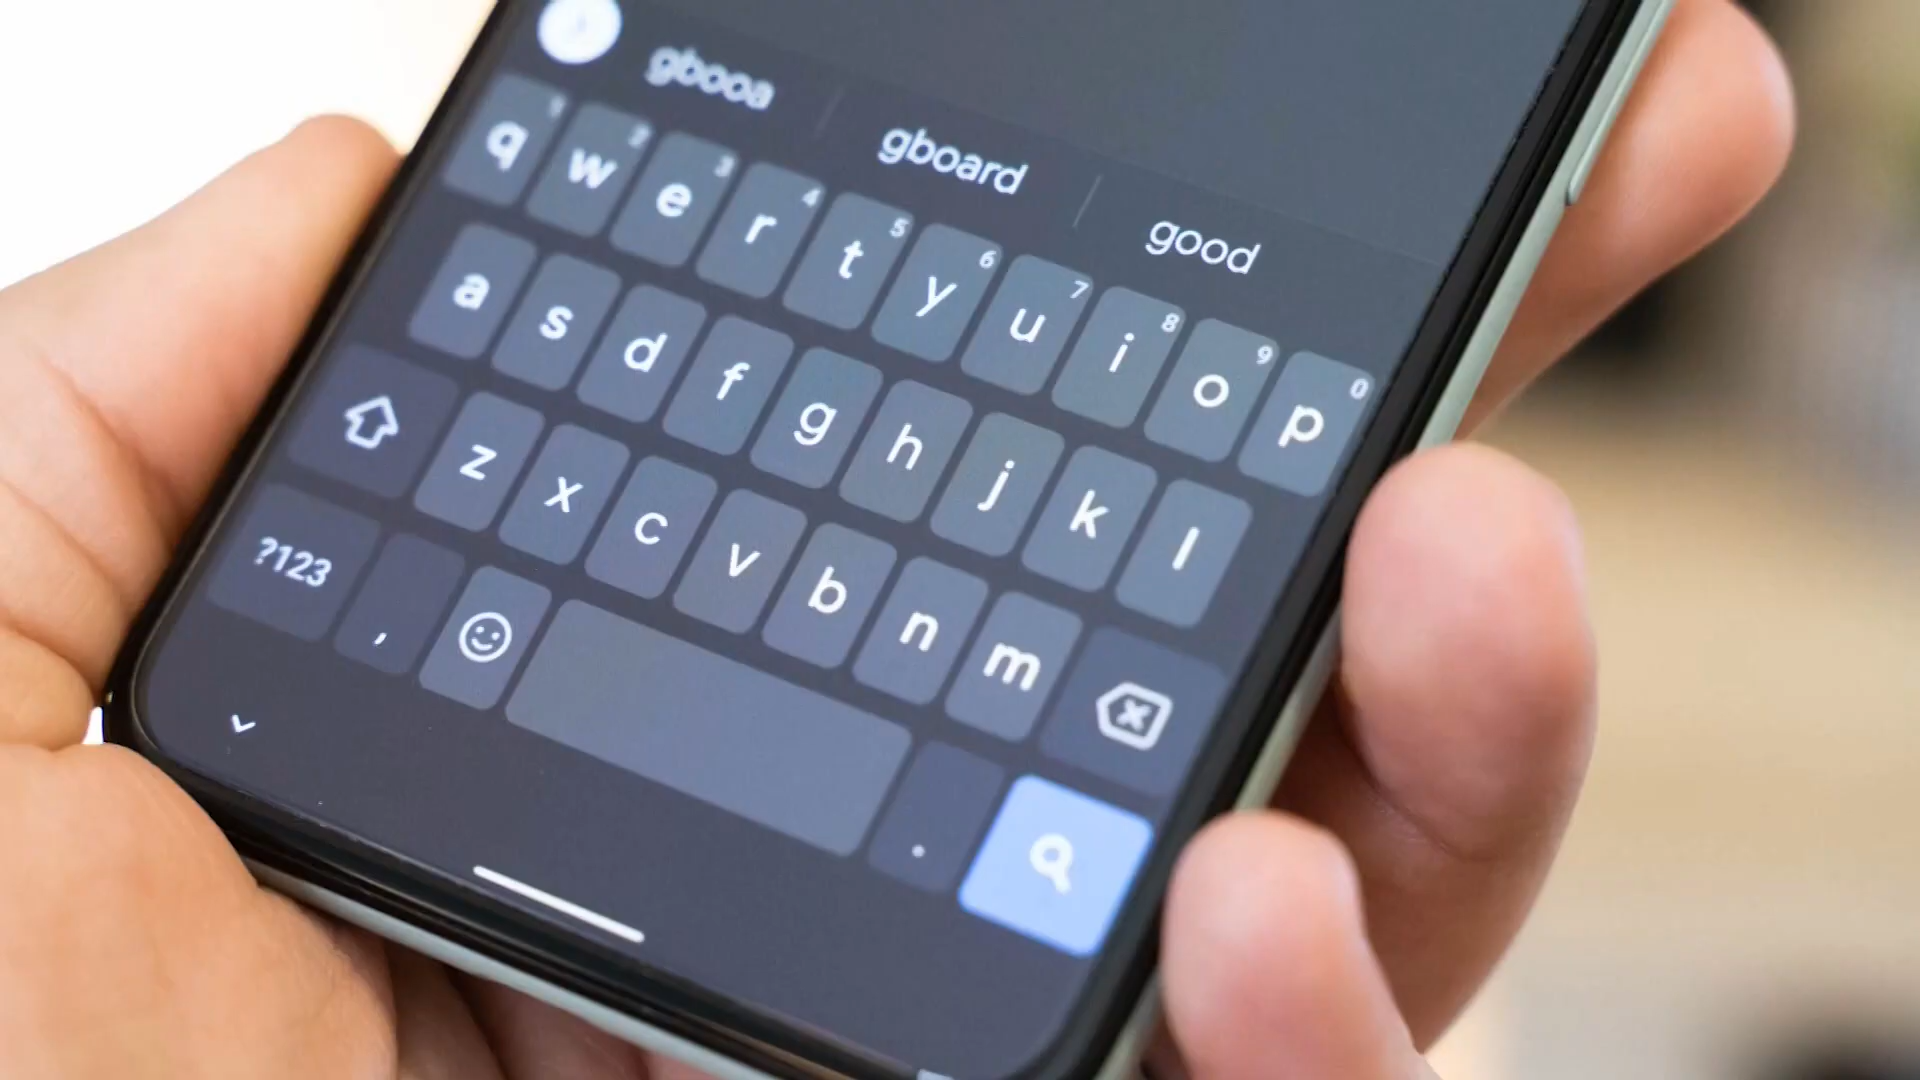 gbooa gboard good
q 1 w 2 e 3 r 4 t 5 y 6 u 7 i 8 o 9 p 0
a s d f g h j k l
z x c v b n m
?123 , .